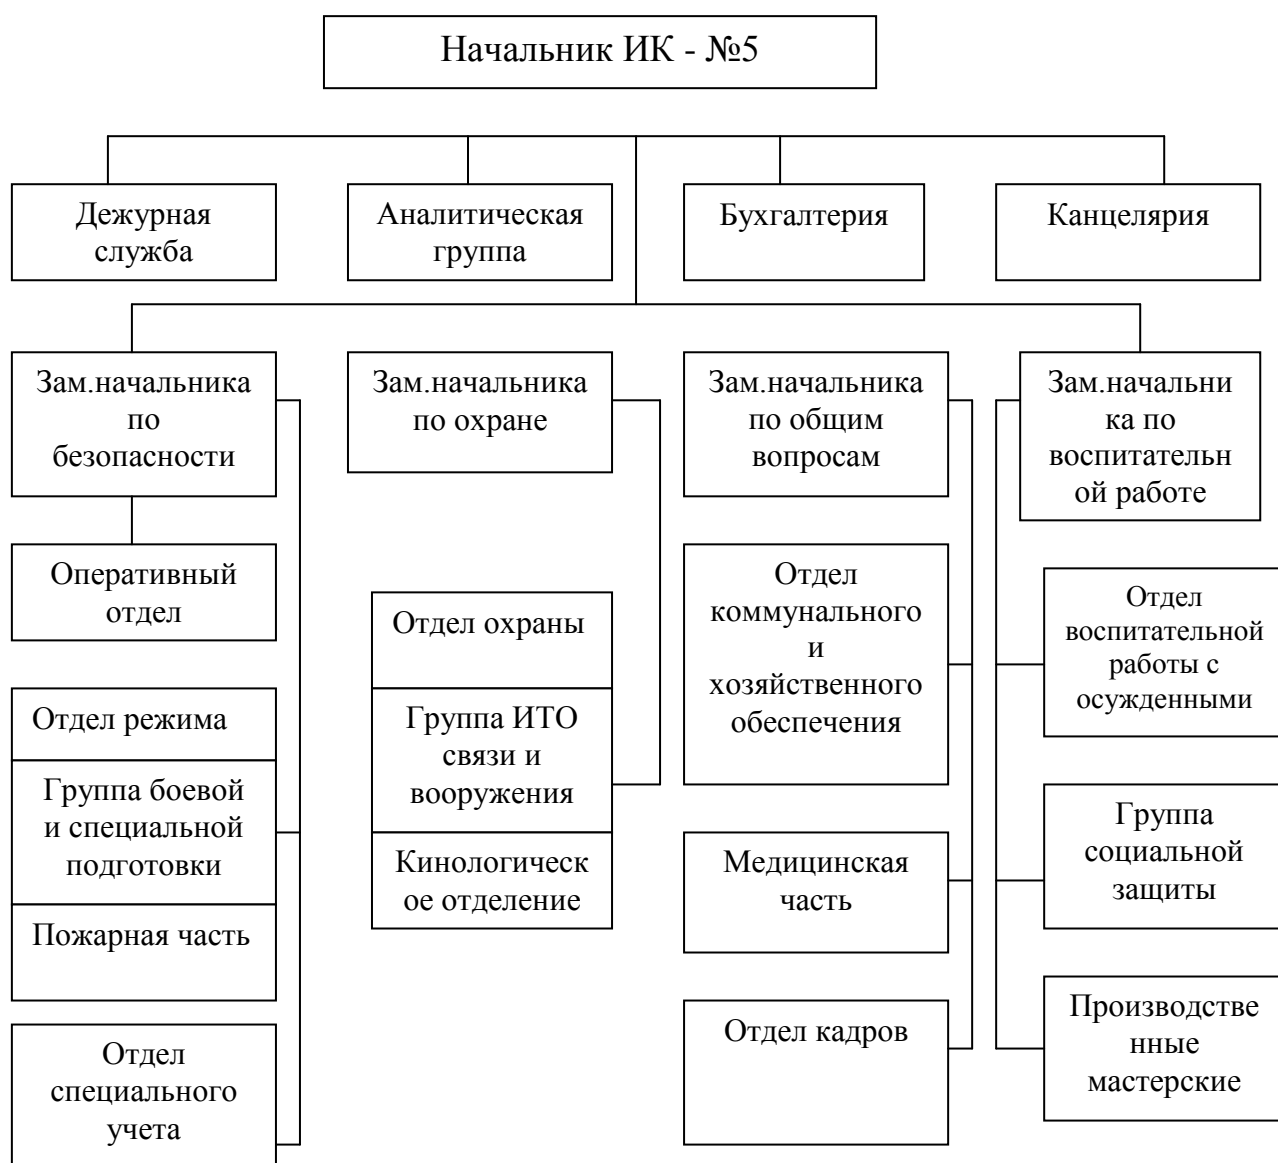 Начальник ИК - №5
Дежурная
служба
Аналитическая
группа
Бухгалтерия
Канцелярия
Зам.начальника
по
безопасности
Зам.начальника
по охране
Зам.начальника
по общим
вопросам
Зам.начальни
ка по
воспитательн
ой работе
Оперативный
отдел
Отдел режима
Группа боевой
и специальной
подготовки
Пожарная часть
Отдел
специального
учета
Отдел охраны
Группа ИТО
связи и
вооружения
Кинологическ
ое отделение
Отдел
коммунального
и
хозяйственного
обеспечения
Медицинская
часть
Отдел кадров
Отдел
воспитательной
работы с
осужденными
Группа
социальной
защиты
Производстве
нные
мастерские